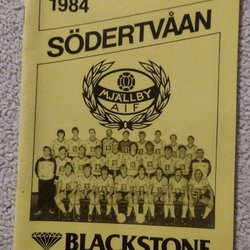 1984
SÖDERTVÅAN
MJÄLLBY
AIF
BLACKSTONE